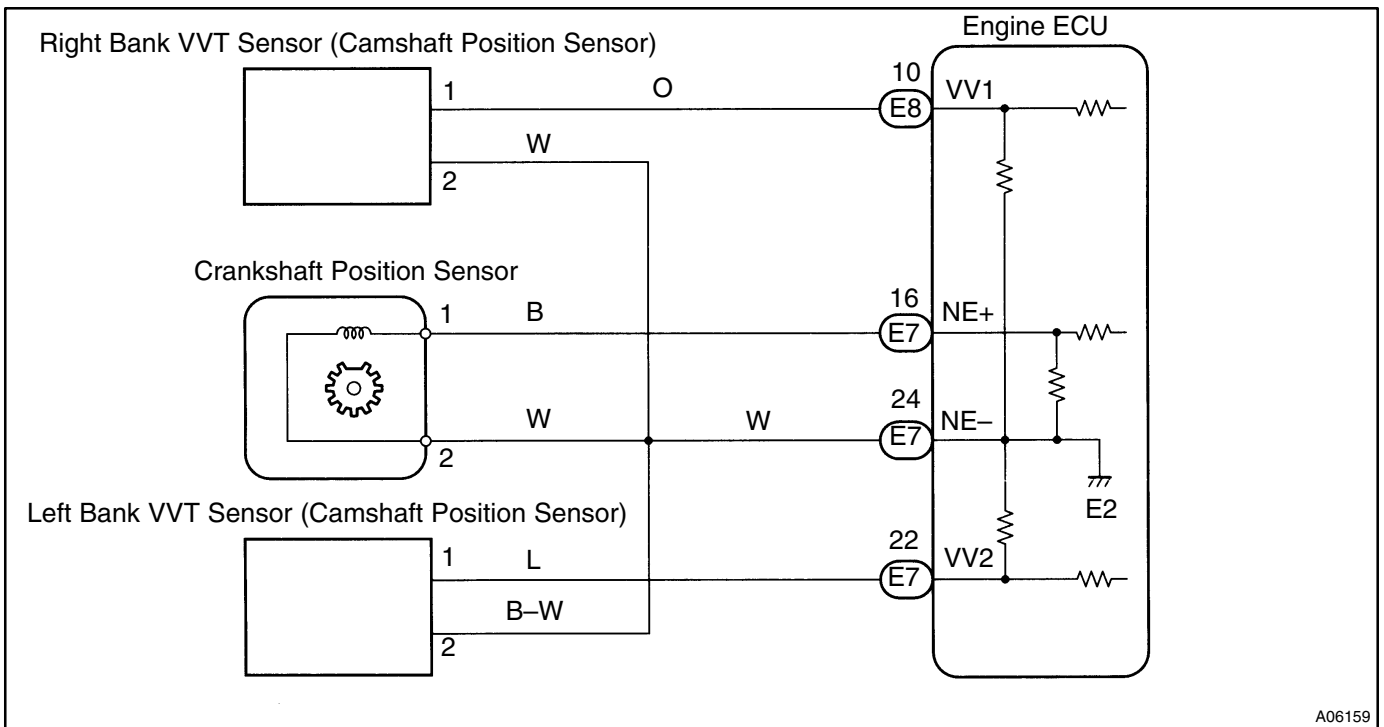 Engine ECU
Right Bank VVT Sensor (Camshaft Position Sensor)
1
O
10
E8
VV1
W
2
Crankshaft Position Sensor
1
B
16
E7
NE+
W
W
24
E7
NE–
2
E2
Left Bank VVT Sensor (Camshaft Position Sensor)
1
L
22
E7
VV2
B–W
2
A06159